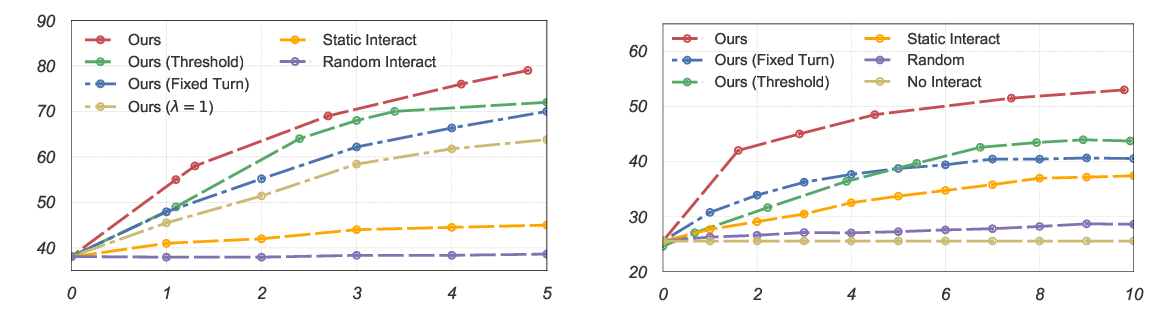 90
80
70
60
50
40
0 1 2 3 4 5
Ours
Ours (Threshold)
Ours (Fixed Turn)
Ours (λ = 1)
Static Interact
Random Interact
60
50
40
30
20
0 2 4 6 8 10
Ours
Ours (Fixed Turn)
Ours (Threshold)
Static Interact
Random
No Interact